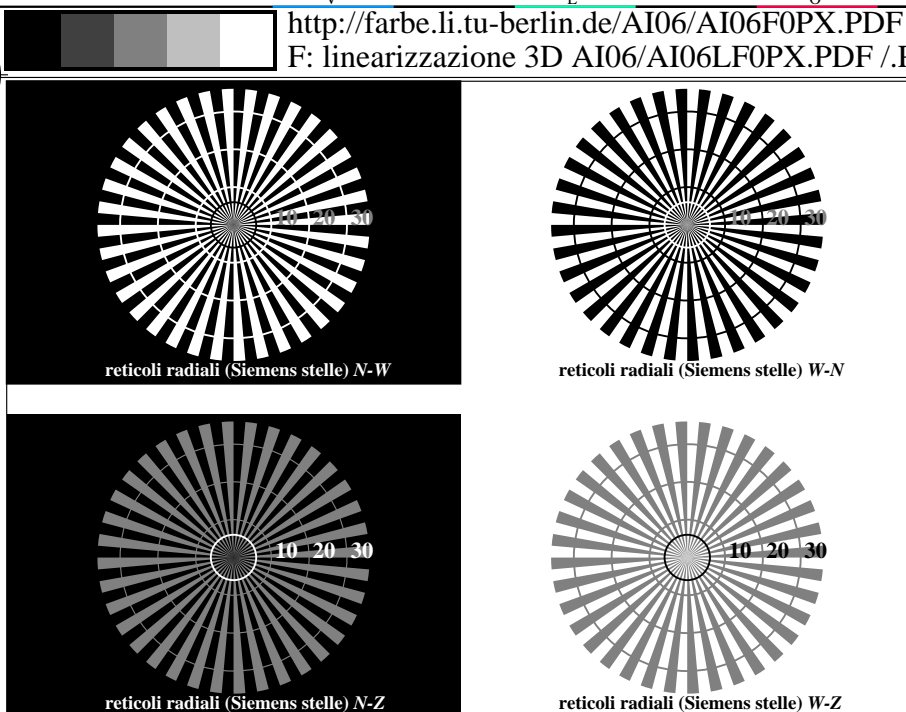 http://farbe.li.tu-berlin.de/AI06/AI06F0PX.PDF
F: linearizzazione 3D AI06/AI06LF0PX.PDF /.
10 20 30
reticoli radiali (Siemens stelle) N-W
10 20 30
reticoli radiali (Siemens stelle) W-N
10 20 30
reticoli radiali (Siemens stelle) N-Z
10 20 30
reticoli radiali (Siemens stelle) W-Z